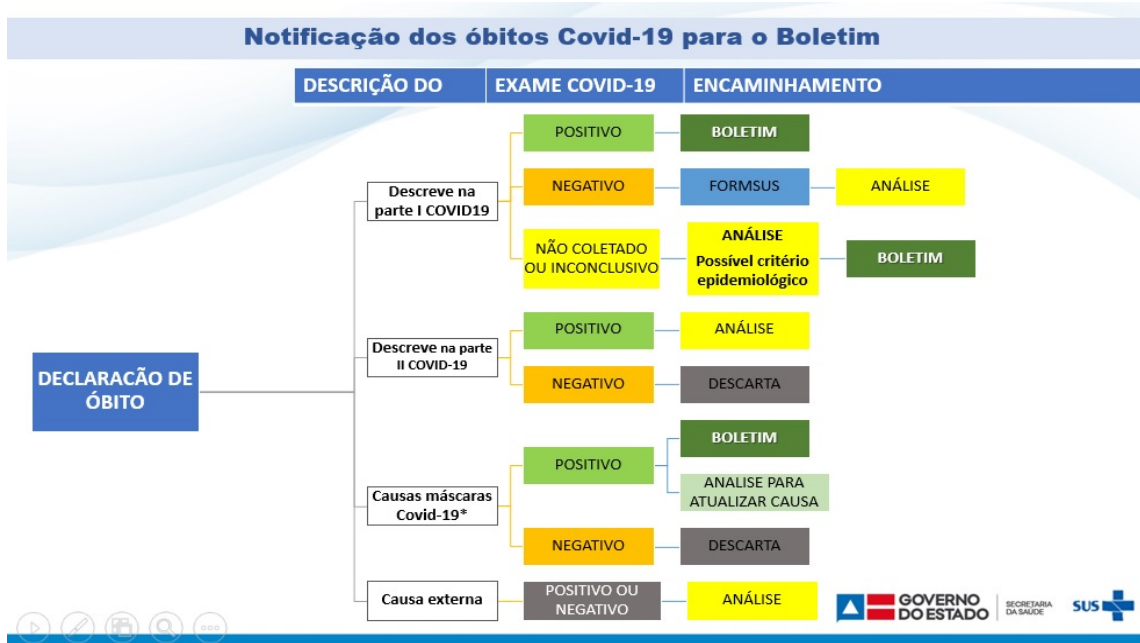 Notificação dos óbitos Covid-19 para o Boletim
DESCRIÇÃO DO
EXAME COVID-19
ENCAMINHAMENTO
DECLARACÃO DE
ÓBITO
Descreve na
parte I COVID19
POSITIVO
BOLETIM
NEGATIVO
FORMSUS
ANÁLISE
NÃO COLETADO
OU INCONCLUSIVO
ANÁLISE
Possível critério
epidemiológico
BOLETIM
Descreve na parte
II COVID-19
POSITIVO
ANÁLISE
NEGATIVO
DESCARTA
Causas máscaras
Covid-19*
POSITIVO
BOLETIM
ANALISE PARA
ATUALIZAR CAUSA
NEGATIVO
DESCARTA
Causa externa
POSITIVO OU
NEGATIVO
ANÁLISE
GOVERNO
DO ESTADO
SECRETARIA
DA SAÚDE
SUS